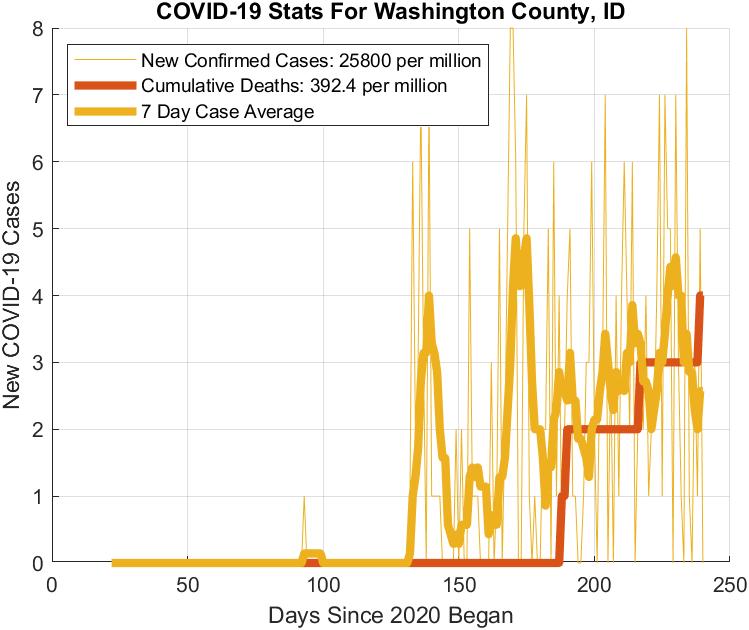 COVID-19 Stats For Washington County, ID
New Confirmed Cases: 25800 per million
Cumulative Deaths: 392.4 per million
7 Day Case Average
New COVID-19 Cases
8
7
6
5
4
3
2
1
0
0 50 100 150 200 250
Days Since 2020 Began